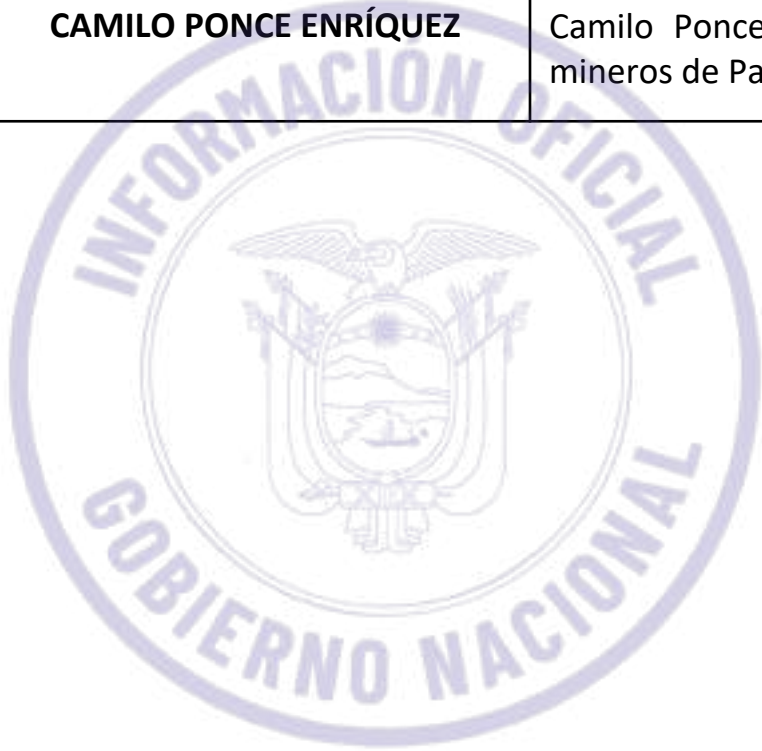 CAMILO PONCE ENRÍQUEZ
Camilo Ponce
mineros de Pa
INFORMACIÓN OFICIAL
GOBIERNO NACIONAL